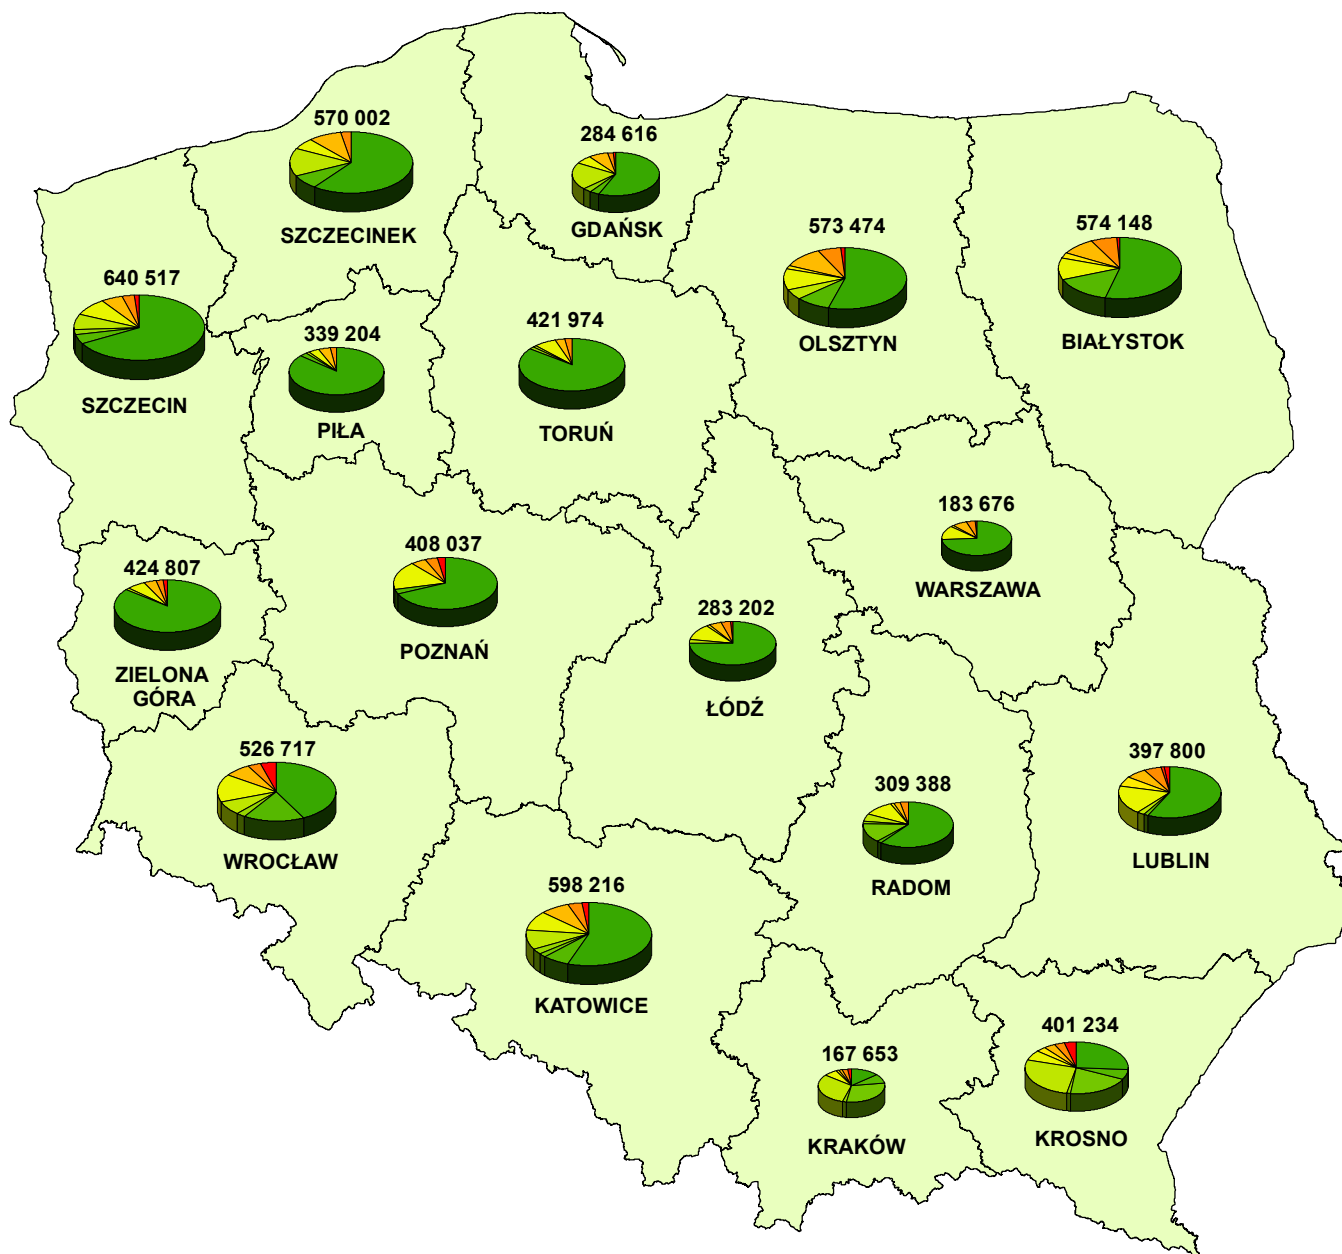 570 002
SZCZECINEK
284 616
GDAŃSK
573 474
OLSZTYN
574 148
BIAŁYSTOK
640 517
SZCZECIN
339 204
PIŁA
421 974
TORUŃ
183 676
WARSZAWA
424 807
ZIELONA
GÓRA
408 037
POZNAŃ
283 202
ŁÓDŹ
526 717
WROCŁAW
309 388
RADOM
397 800
LUBLIN
598 216
KATOWICE
167 653
KRAKÓW
401 234
KROSNO